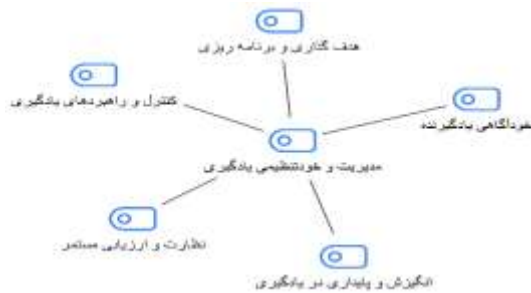 هدف گذاری و برنامه ریزی
کنترل و راهبردهای یادگیری
خودآگاهی یادگیرنده
مدیریت و خودتنظیمی یادگیری
نظارت و ارزیابی مستمر
انگیزش و پایداری در یادگیری